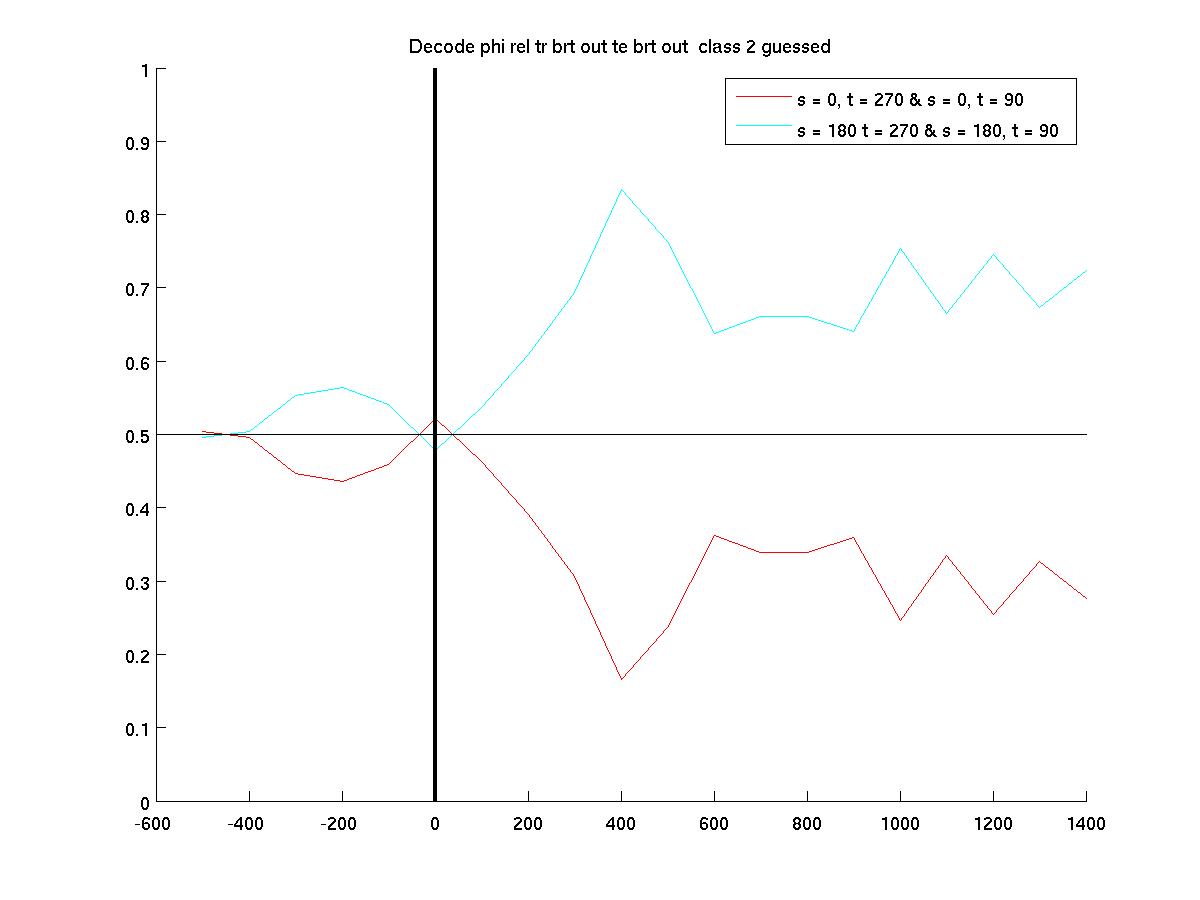 Decode phi rel tr brt out te brt out  class 2 guessed
s = 0, t = 270 & s = 0, t = 90
s = 180 t = 270 & s = 180, t = 90
1
0.9
0.8
0.7
0.6
0.5
0.4
0.3
0.2
0.1
0
-600 -400 -200 0 200 400 600 800 1000 1200 1400